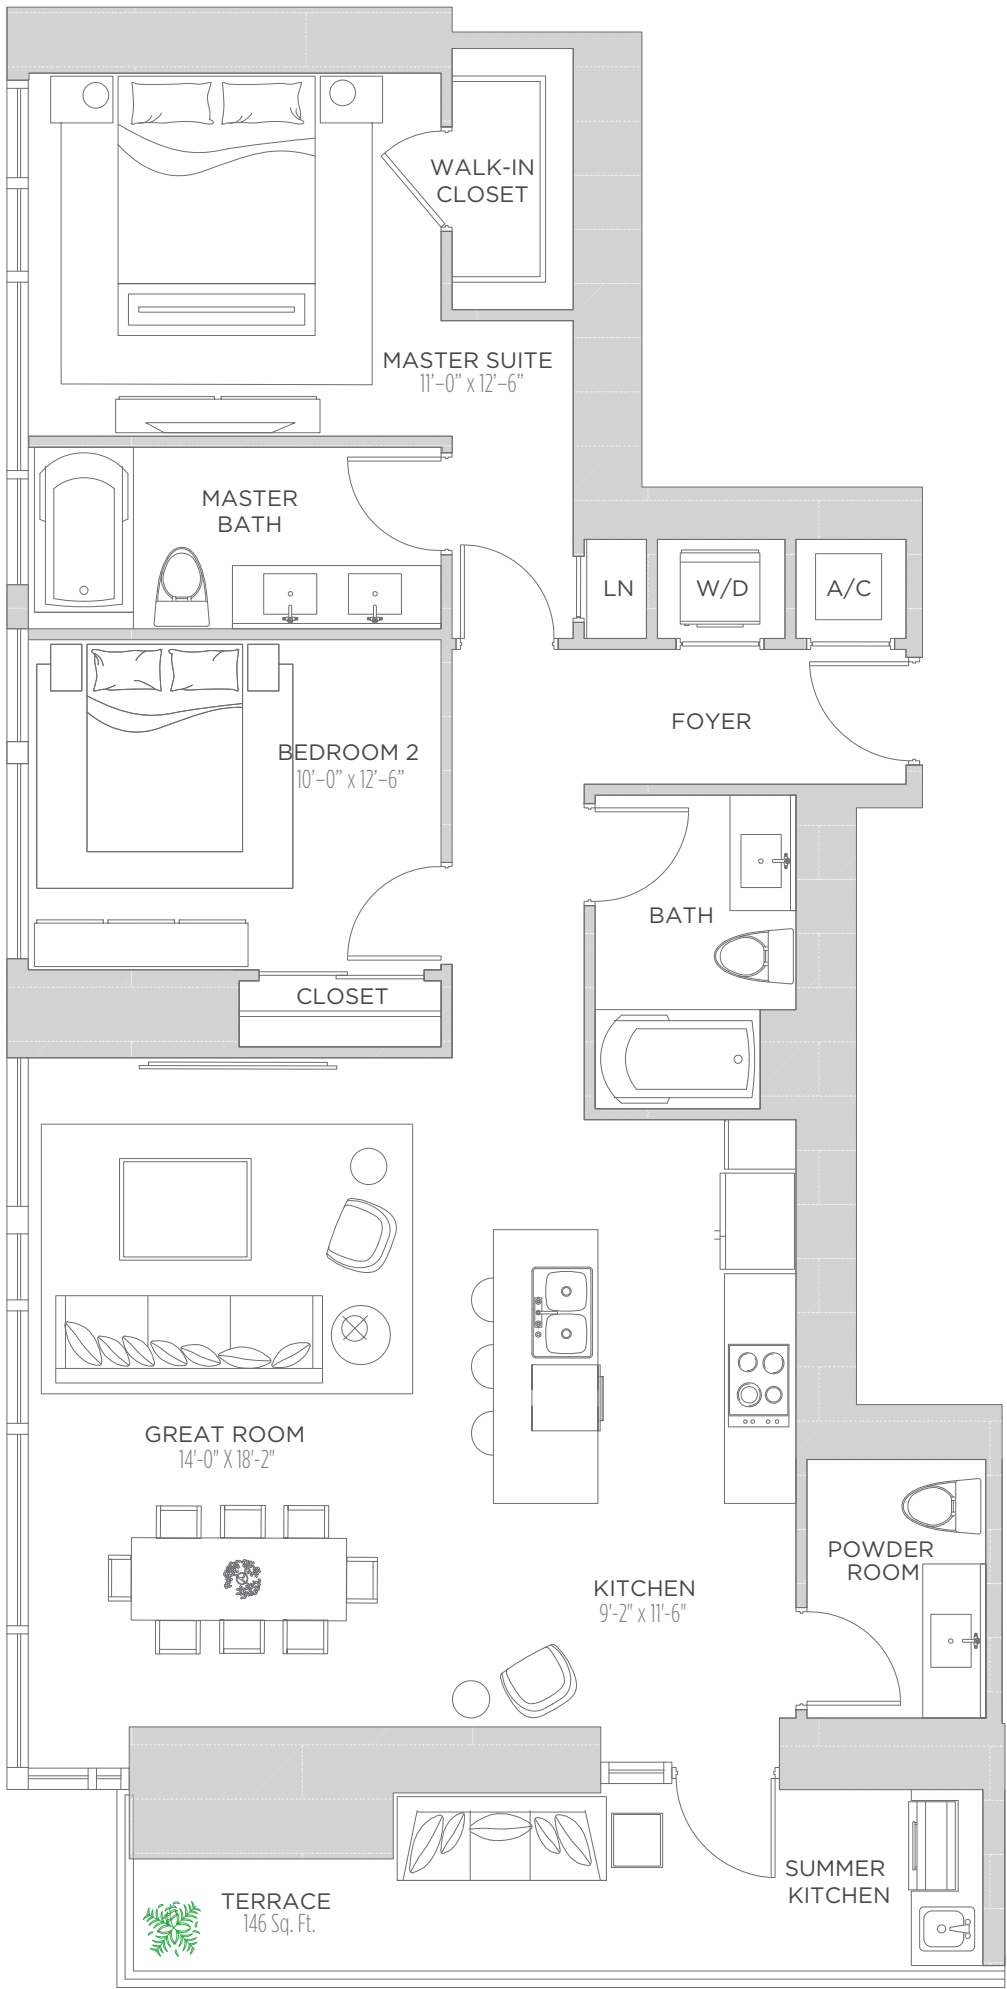 WALK-IN
CLOSET
MASTER SUITE
11'–0" x 12'–6"
MASTER
BATH
LN
W/D
A/C
FOYER
BEDROOM 2
10'–0" x 12'–6"
BATH
CLOSET
GREAT ROOM
14'-0" X 18'-2"
POWDER
ROOM
KITCHEN
9'-2" x 11'-6"
SUMMER
KITCHEN
TERRACE
146 Sq. Ft.